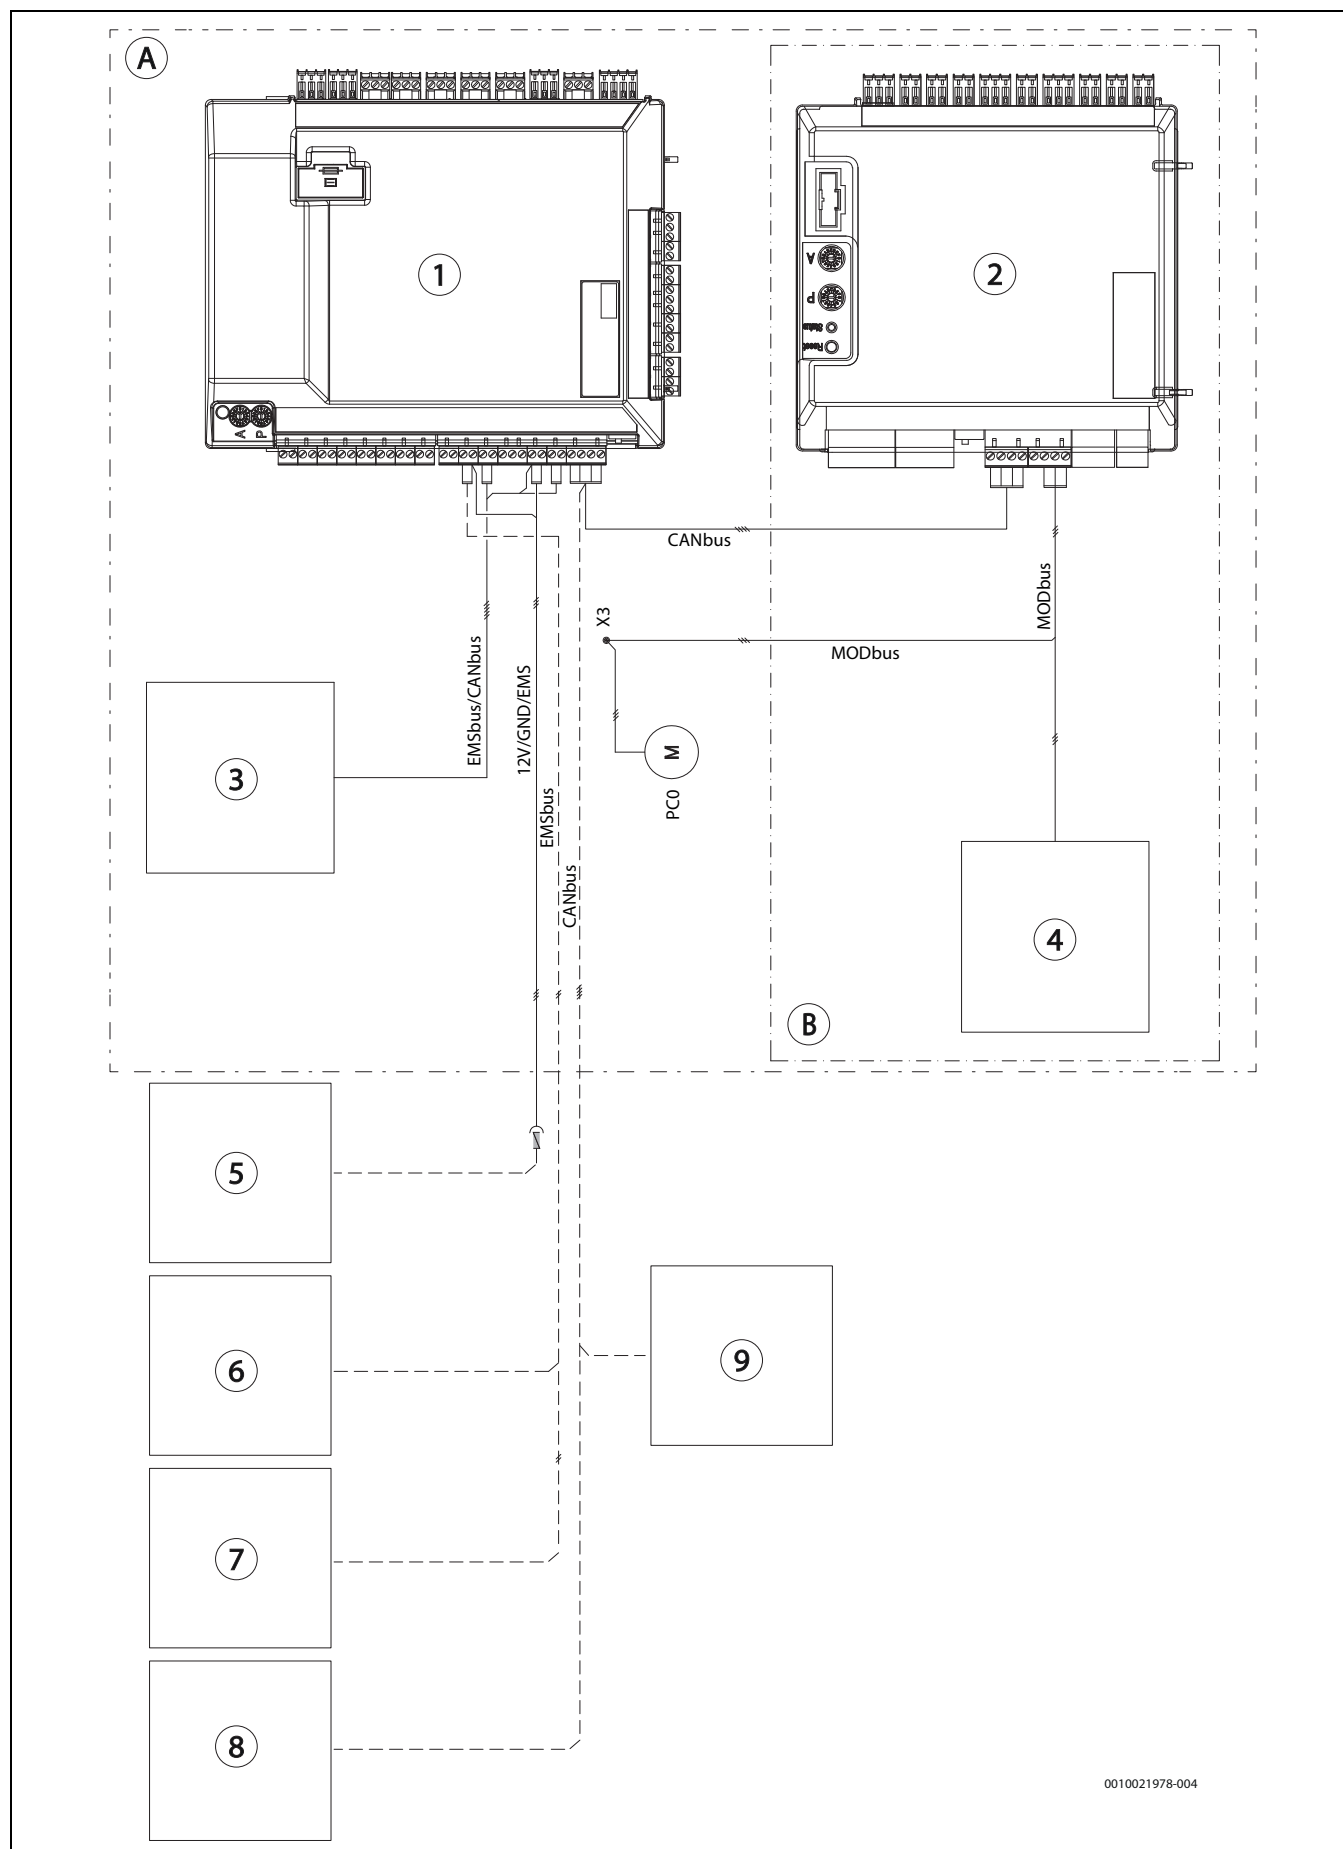 A
1
2
A
P
Status
Reset
A
P
CANbus
MODbus
X3
MODbus
EMSbus/CANbus
12V/GND/EMS
M
PC0
3
EMSbus
CANbus
4
B
5
6
9
7
8
0010021978-004